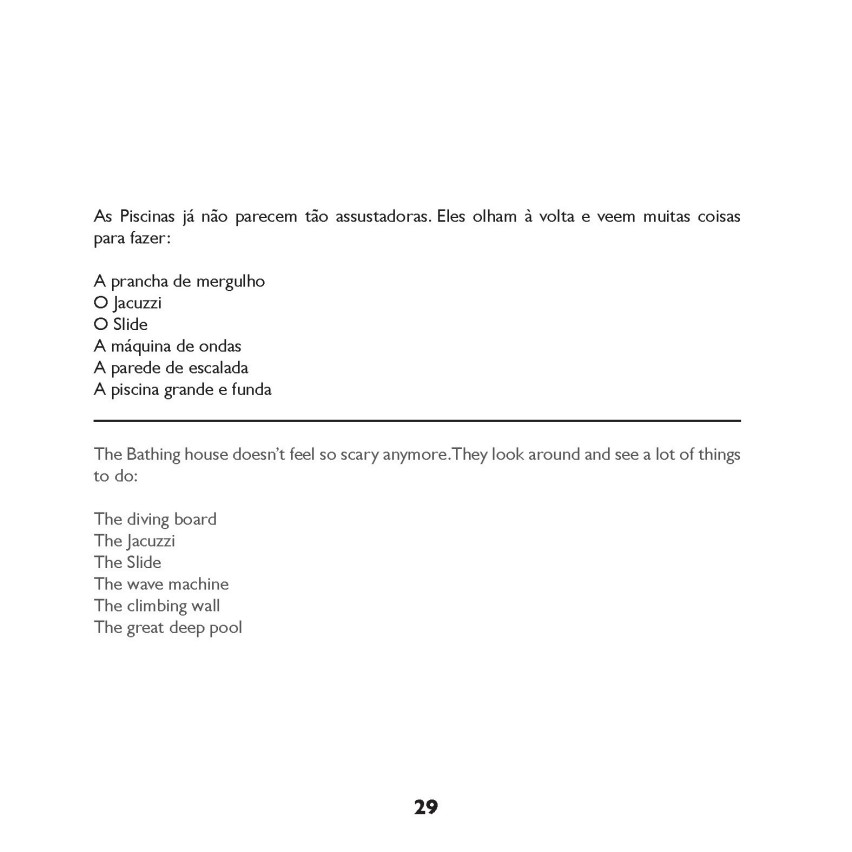 As Piscinas já não parecem tão assustadoras. Eles olham à volta e veem muitas coisas
para fazer:
A prancha de mergulho
O Jacuzzi
O Slide
A máquina de ondas
A parede de escalada
A piscina grande e funda
The Bathing house doesn’t feel so scary anymore.They look around and see a lot of things
to do:
The diving board
The Jacuzzi
The Slide
The wave machine
The climbing wall
The great deep pool
29